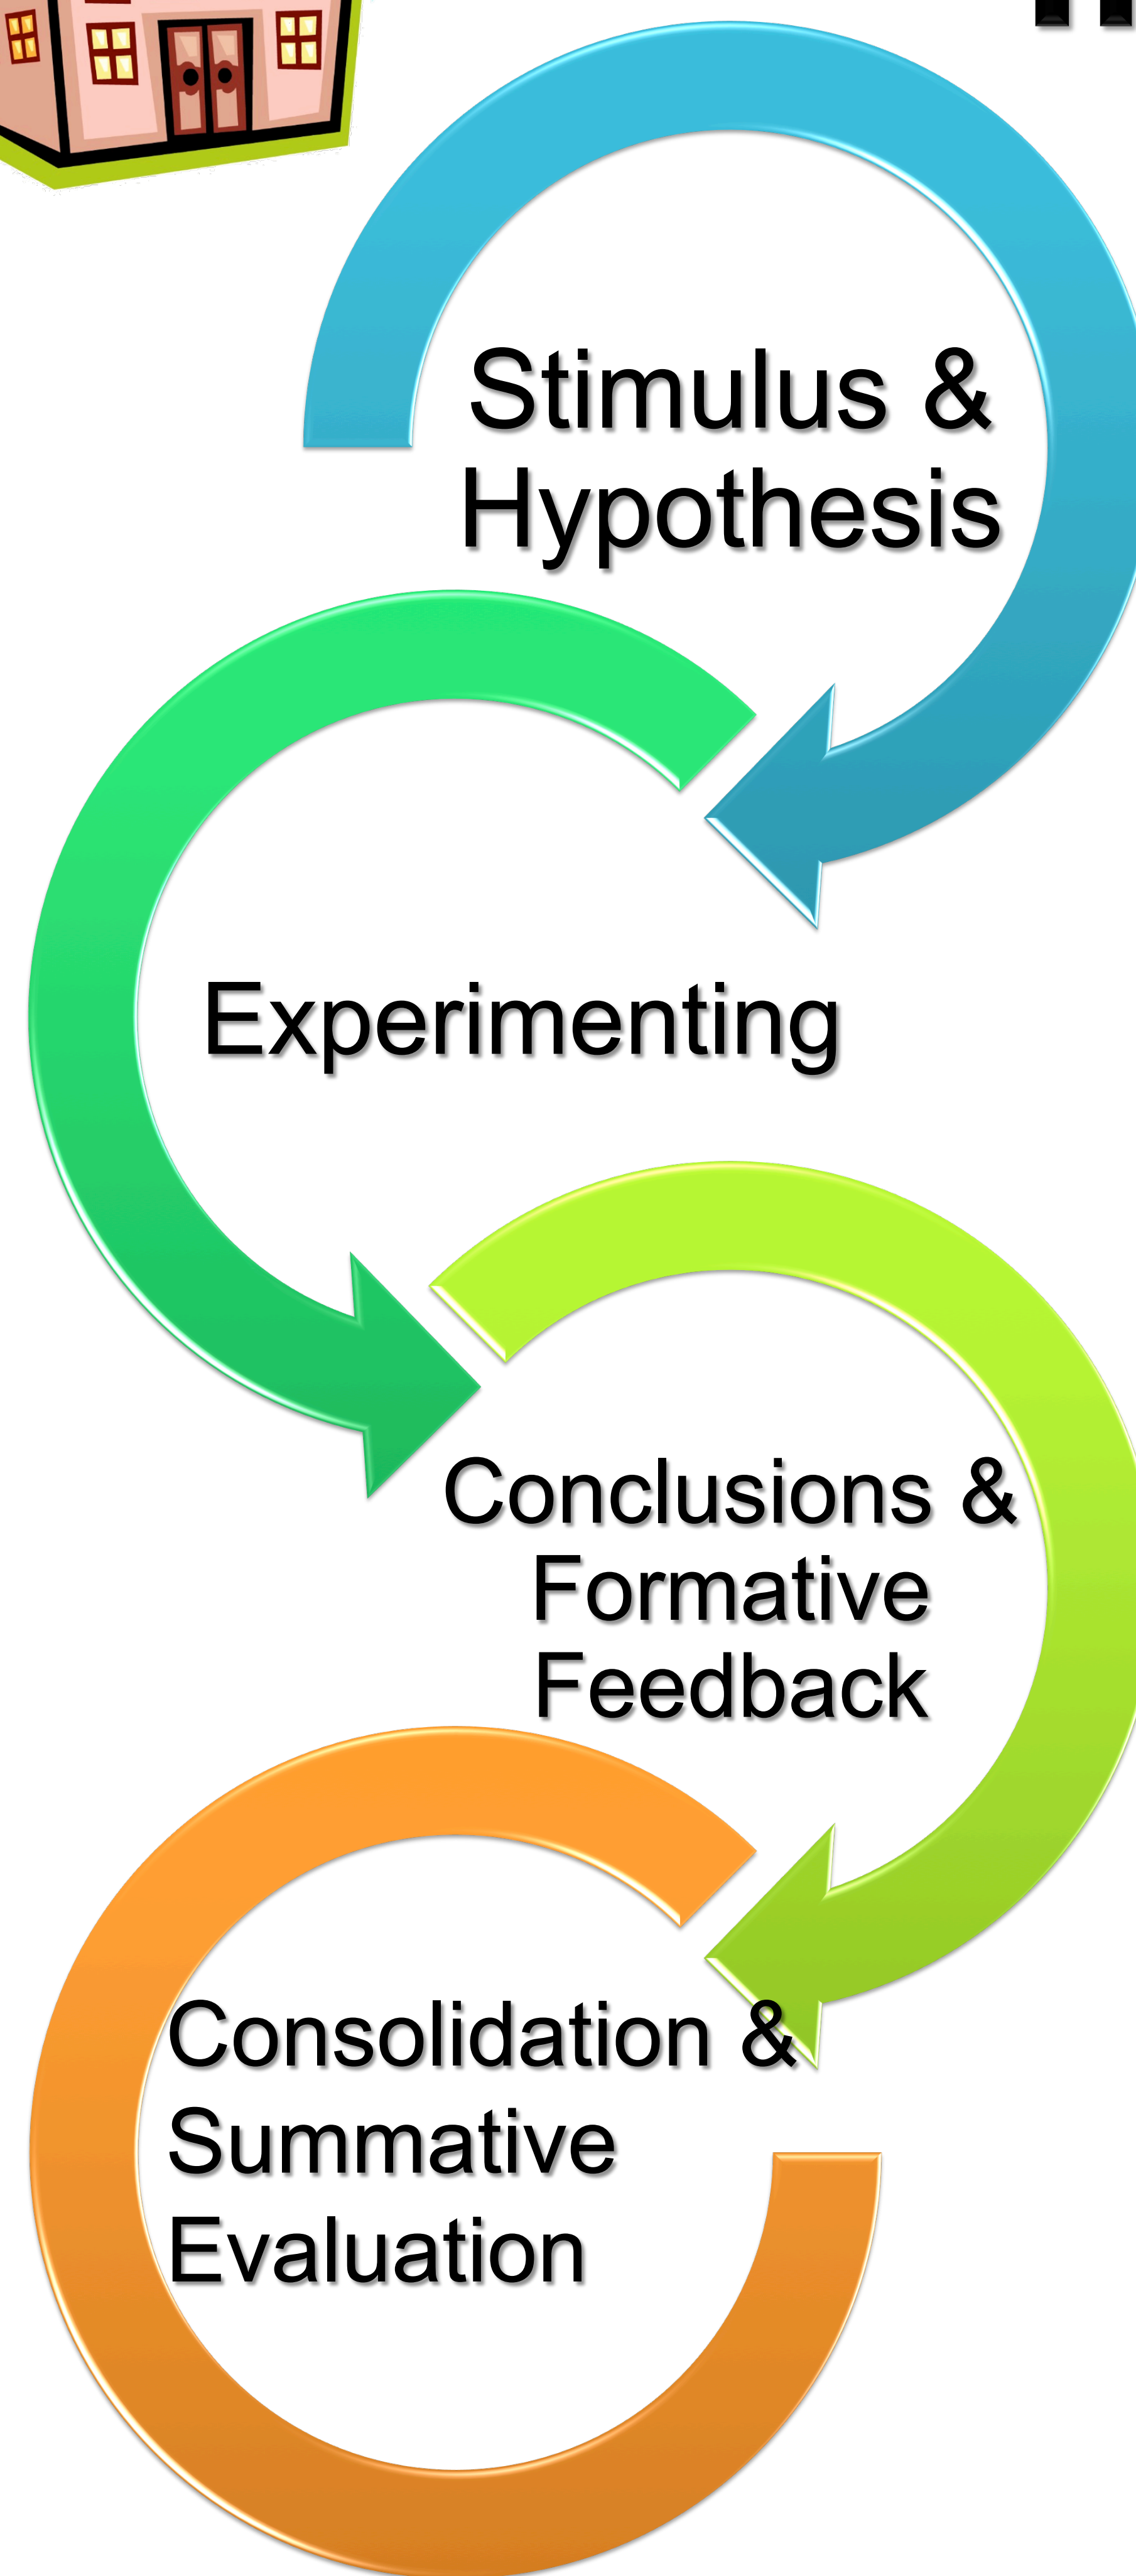 Stimulus &
Hypothesis
Experimenting
Conclusions &
Formative
Feedback
Consolidation &
Summative
Evaluation